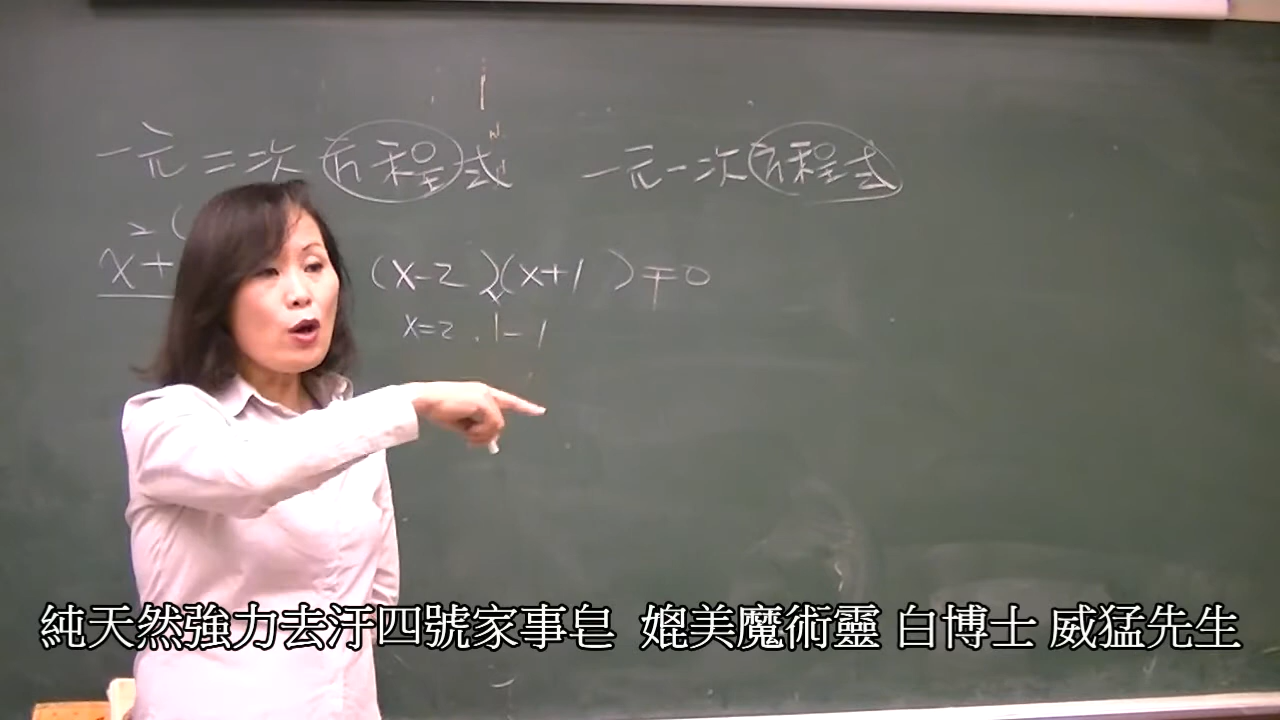 一元二次方程式 一元一次方程式
2 (
x+ (x-2)(x+1)=0
x=2, -1
純天然強力去汙四號家事皂 媲美魔術靈 白博士 威猛先生